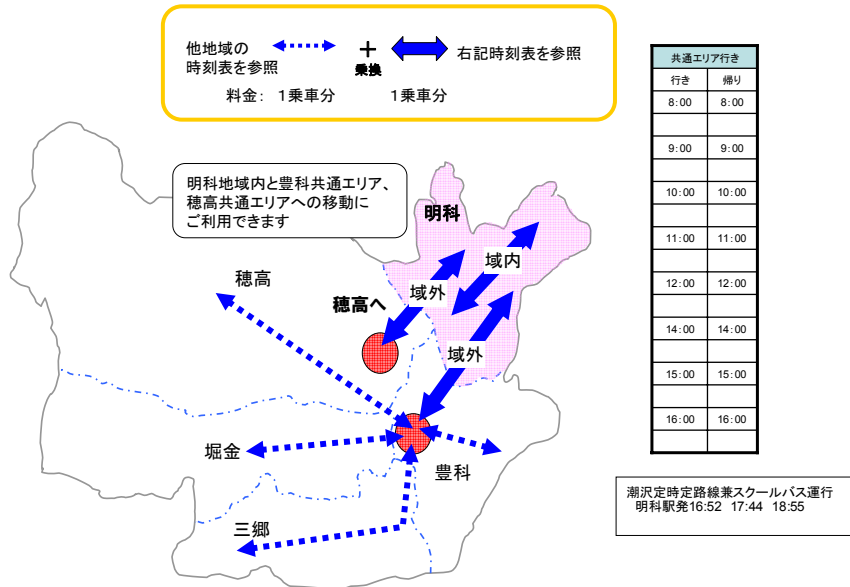 他地域の
時刻表を参照
+
乗換
右記時刻表を参照
料金: 1乗車分 1乗車分
明科地域内と豊科共通エリア、
穂高共通エリアへの移動に
ご利用できます
明科
域内
域外
穂高へ
域外
穂高
堀金
豊科
三郷
共通エリア行き
行き 帰り
8:00 8:00
9:00 9:00
10:00 10:00
11:00 11:00
12:00 12:00
14:00 14:00
15:00 15:00
16:00 16:00
潮沢定時定路線兼スクールバス運行
明科駅発16:52 17:44 18:55